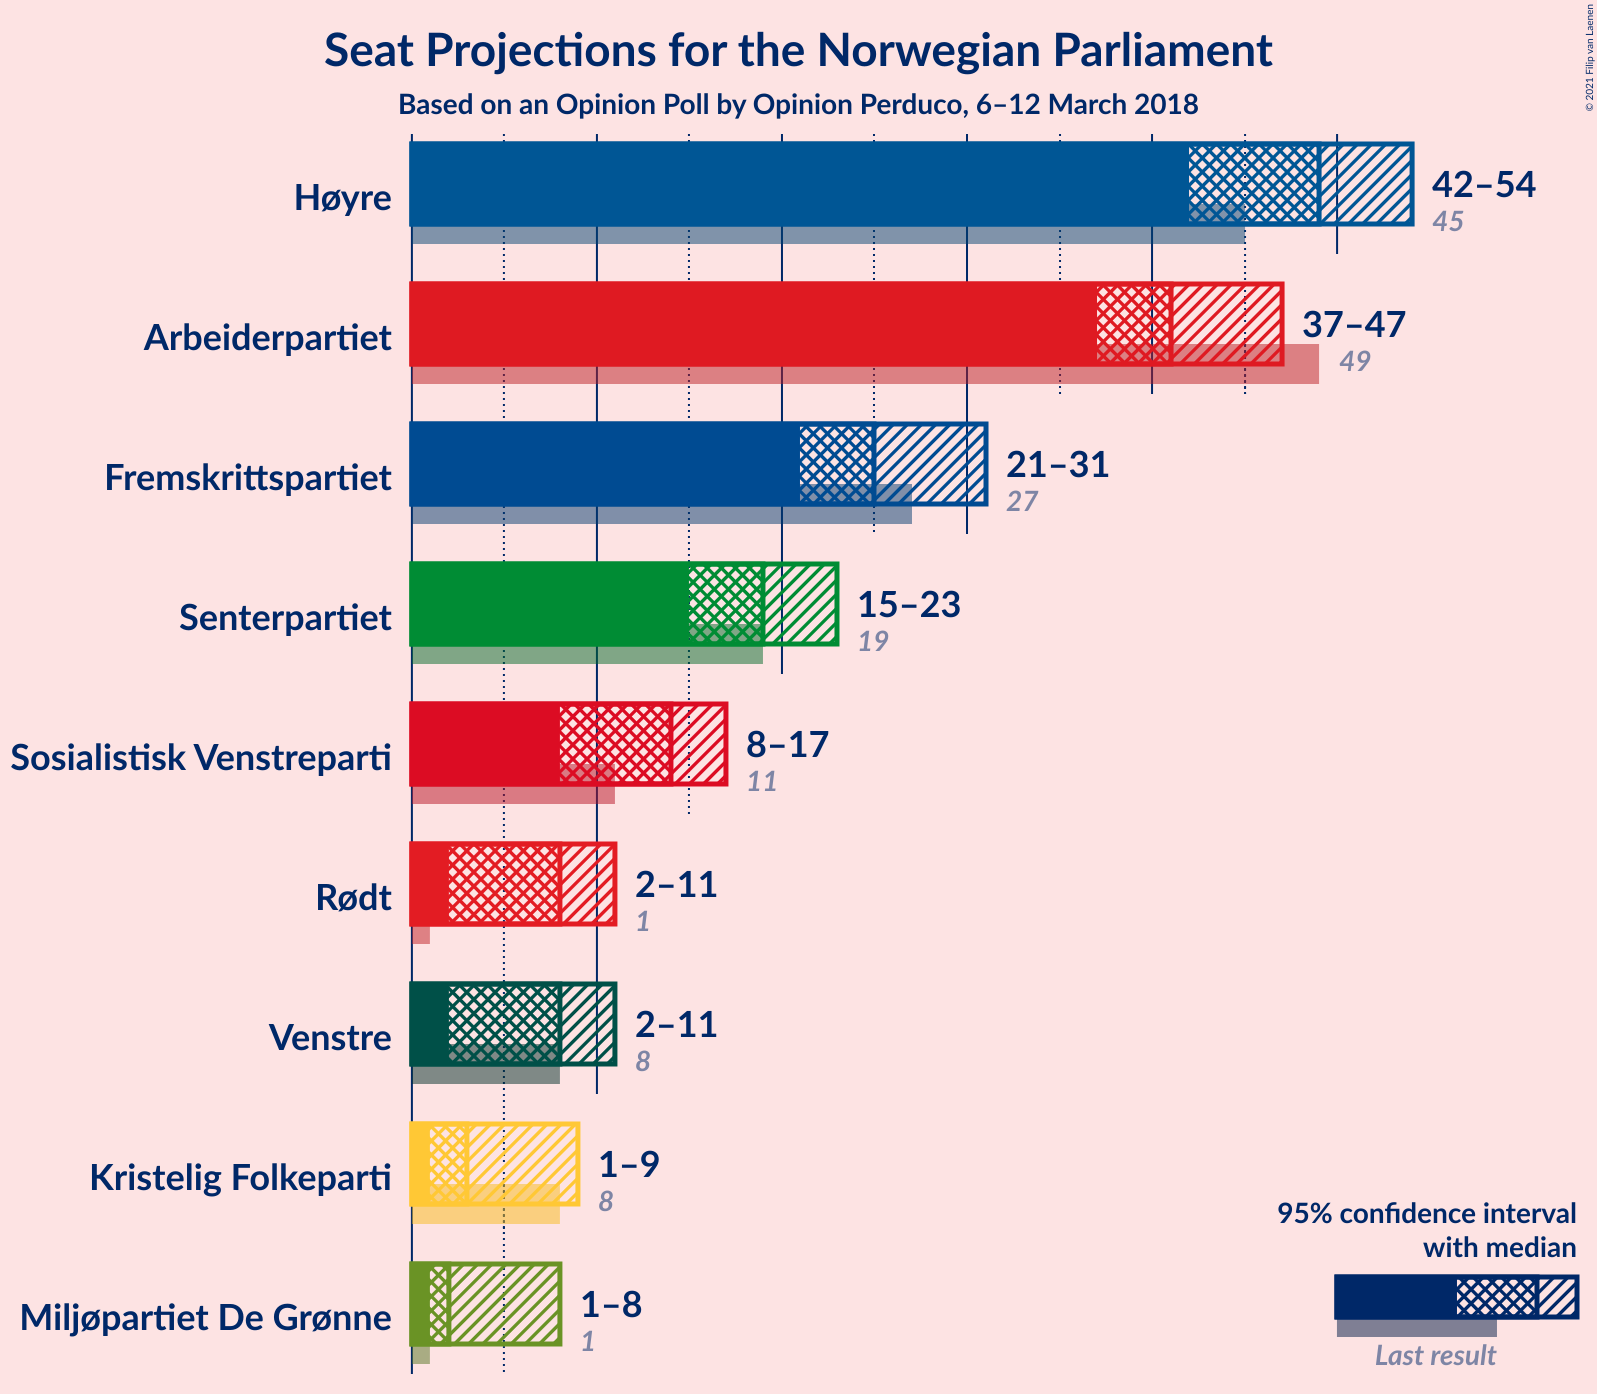 Seat Projections for the Norwegian Parliament
Based on an Opinion Poll by Opinion Perduco, 6–12 March 2018
© 2021 Filip van Laenen
Høyre
42–54
45
Arbeiderpartiet
37–47
49
Fremskrittspartiet
21–31
27
Senterpartiet
15–23
19
Sosialistisk Venstreparti
8–17
11
Rødt
2–11
1
Venstre
2–11
8
Kristelig Folkeparti
1–9
8
Miljøpartiet De Grønne
1–8
1
95% confidence interval
with median
Last result